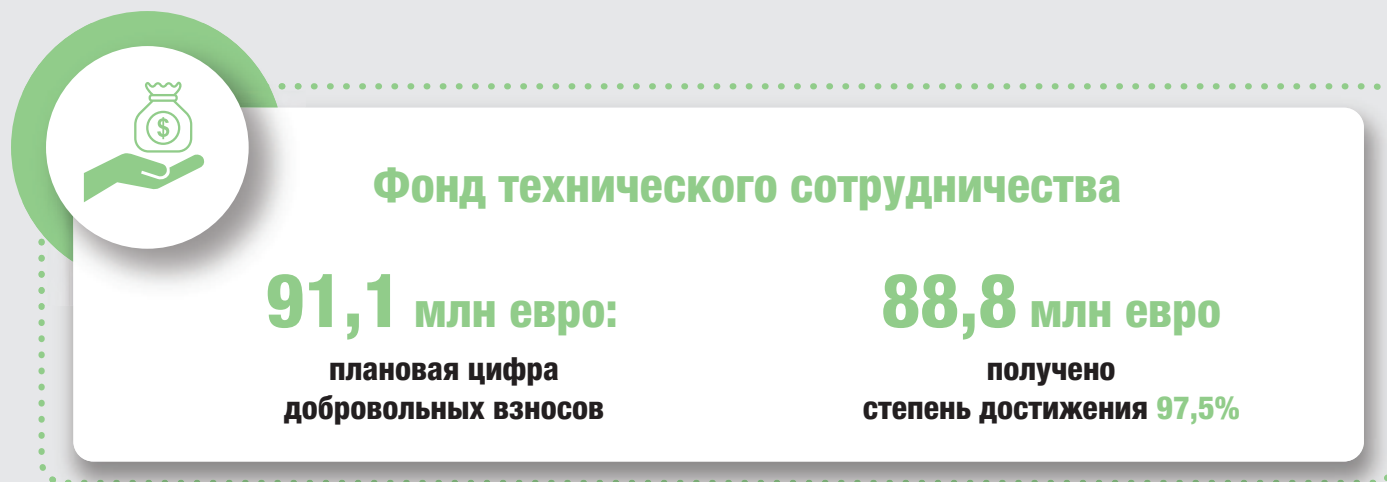 $
Фонд технического сотрудничества
91,1 млн евро:
плановая цифра
добровольных взносов
88,8 млн евро
получено
степень достижения 97,5%